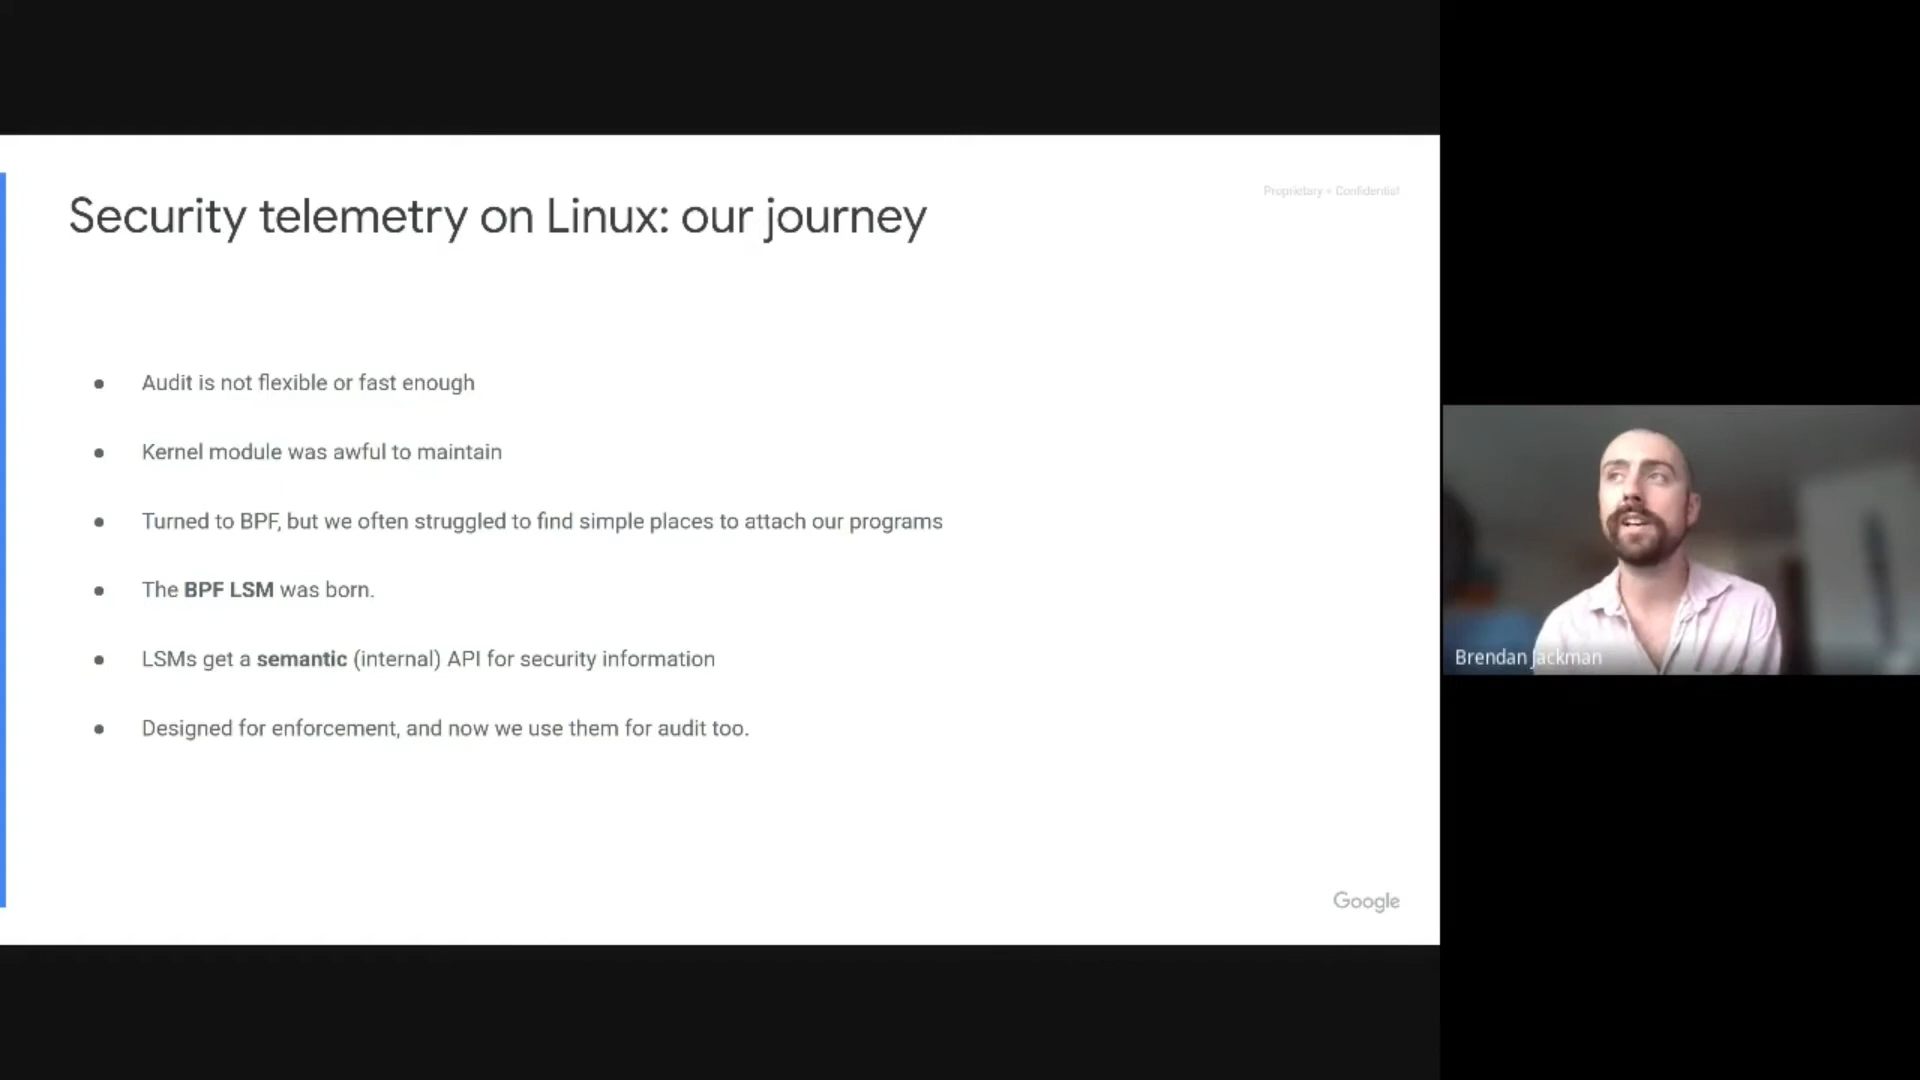 Security telemetry on Linux: our journey
Proprietary + Confidential
Audit is not flexible or fast enough
Kernel module was awful to maintain
Turned to BPF, but we often struggled to find simple places to attach our programs
The BPF LSM was born.
LSMs get a semantic (internal) API for security information
Designed for enforcement, and now we use them for audit too.
Google
Brendan Jackman